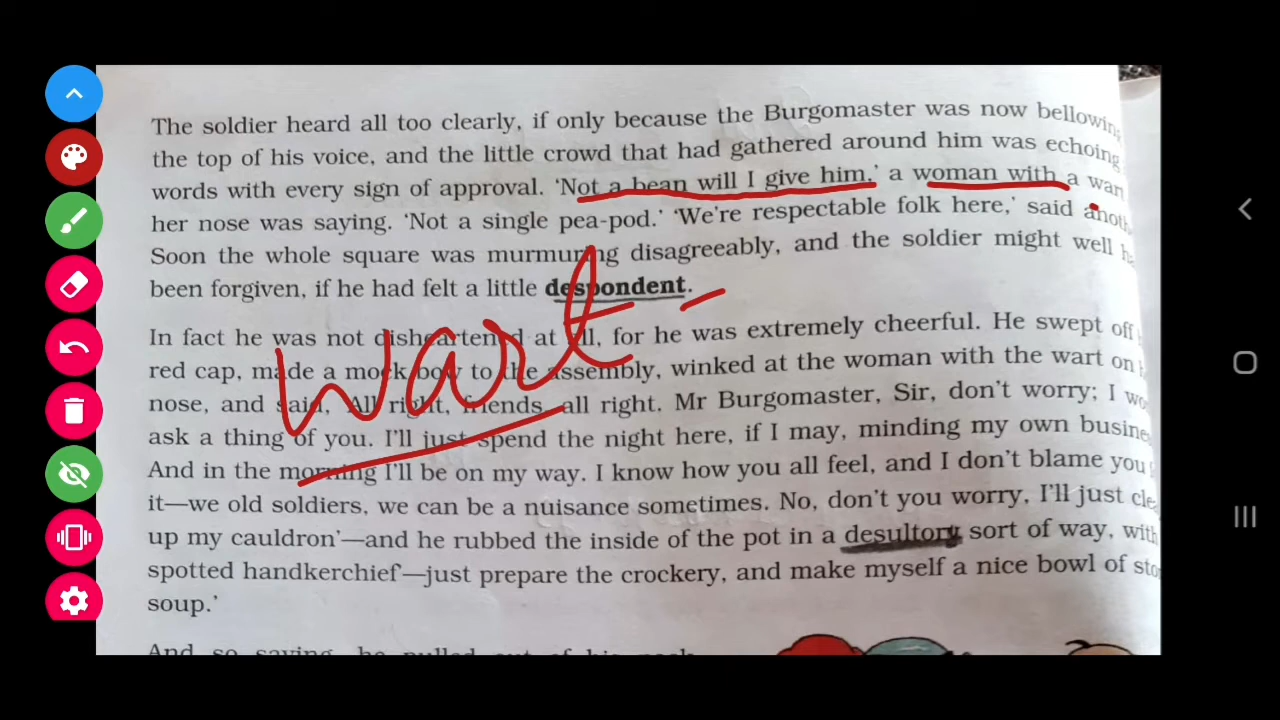 The soldier heard all too clearly, if only because the Burgomaster was now bellowing
the top of his voice, and the little crowd that had gathered around him was echoing
words with every sign of approval. ‘Not a bean will I give him,’ a woman with a wart
her nose was saying. ‘Not a single pea-pod.’ ‘We're respectable folk here,’ said anoth
Soon the whole square was murmuring disagreeably, and the soldier might well h
been forgiven, if he had felt a little despondent.
wart
In fact he was not disheartened at all, for he was extremely cheerful. He swept off
red cap, made a mock bow to the assembly, winked at the woman with the wart on
nose, and said, ‘All right, friends, all right. Mr Burgomaster, Sir, don't worry; I wo
ask a thing of you. I'll just spend the night here, if I may, minding my own busine
And in the morning I'll be on my way. I know how you all feel, and I don't blame you
it—we old soldiers, we can be a nuisance sometimes. No, don't you worry, I'll just cle
up my cauldron’—and he rubbed the inside of the pot in a desultory sort of way, with
spotted handkerchief—just prepare the crockery, and make myself a nice bowl of sto
soup.’
And so saying, he pulled out of his